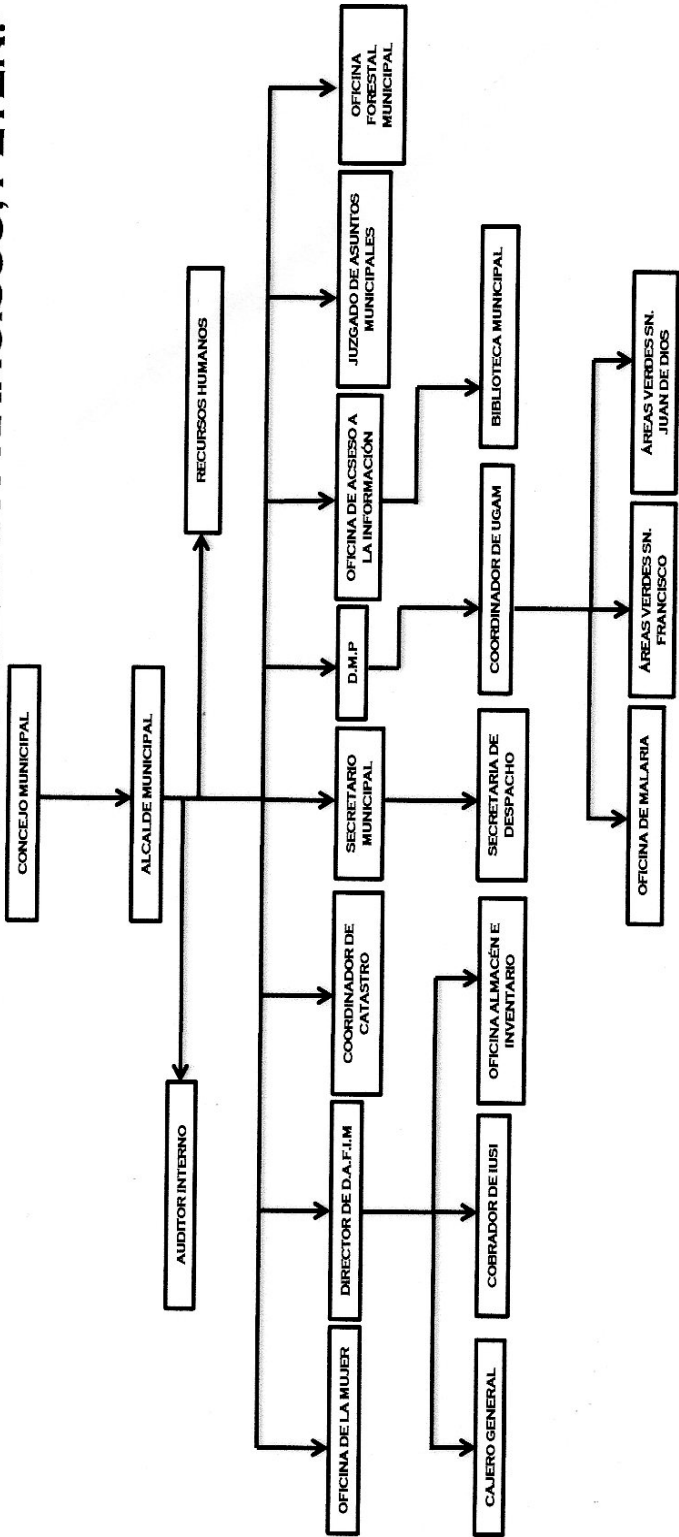 CONCEJO MUNICIPAL
ALCALDE MUNICIPAL
AUDITOR INTERNO
RECURSOS HUMANOS
OFICINA DE LA MUJER
DIRECTOR DE D.A.F.I.M
COORDINADOR DE
CATASTRO
SECRETARIO
MUNICIPAL
D.M.P
OFICINA DE ACSESO A
LA INFORMACIÓN
JUZGADO DE ASUNTOS
MUNICIPALES
OFICINA
FORESTAL
MUNICIPAL
CAJERO GENERAL
COBRADOR DE IUSI
OFICINA ALMACÉN E
INVENTARIO
SECRETARIA DE
DESPACHO
COORDINADOR DE UGAM
BIBLIOTECA MUNICIPAL
OFICINA DE MALARIA
ÁREAS VERDES SN.
FRANCISCO
ÁREAS VERDES SN.
JUAN DE DIOS